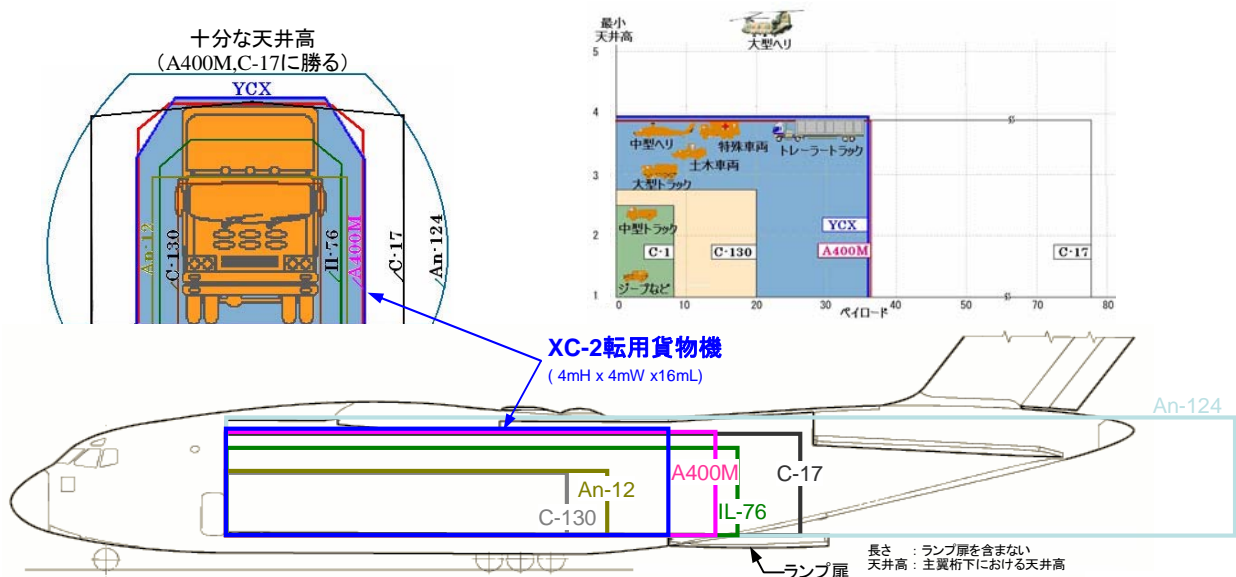 十分な天井高
(A400M,C-17に勝る)
YCX
An-12
C-130
Il-76
A400M
C-17
An-124
最小
天井高
大型ヘリ
5
4
3
2
1
中型ヘリ
特殊車両
トレーラートラック
土木車両
大型トラック
中型トラック
ジープなど
C-1
C-130
YCX
A400M
C-17
0
10
20
30
40
50
60
70
80
ペイロード
XC-2転用貨物機
( 4mH x 4mW x16mL)
An-124
A400M
C-17
An-12
IL-76
C-130
ランプ扉
長さ : ランプ扉を含まない
天井高 : 主翼桁下における天井高